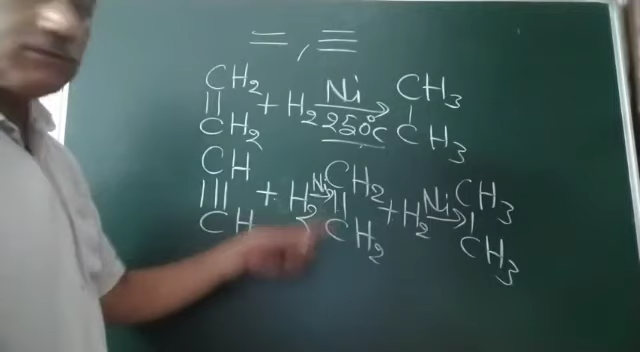 = , ≡
CH2 || CH2 + H2 Ni 250°C → CH3 | CH3
CH ||| CH + H2 Ni → CH2 || CH2 + H2 Ni → CH3 | CH3